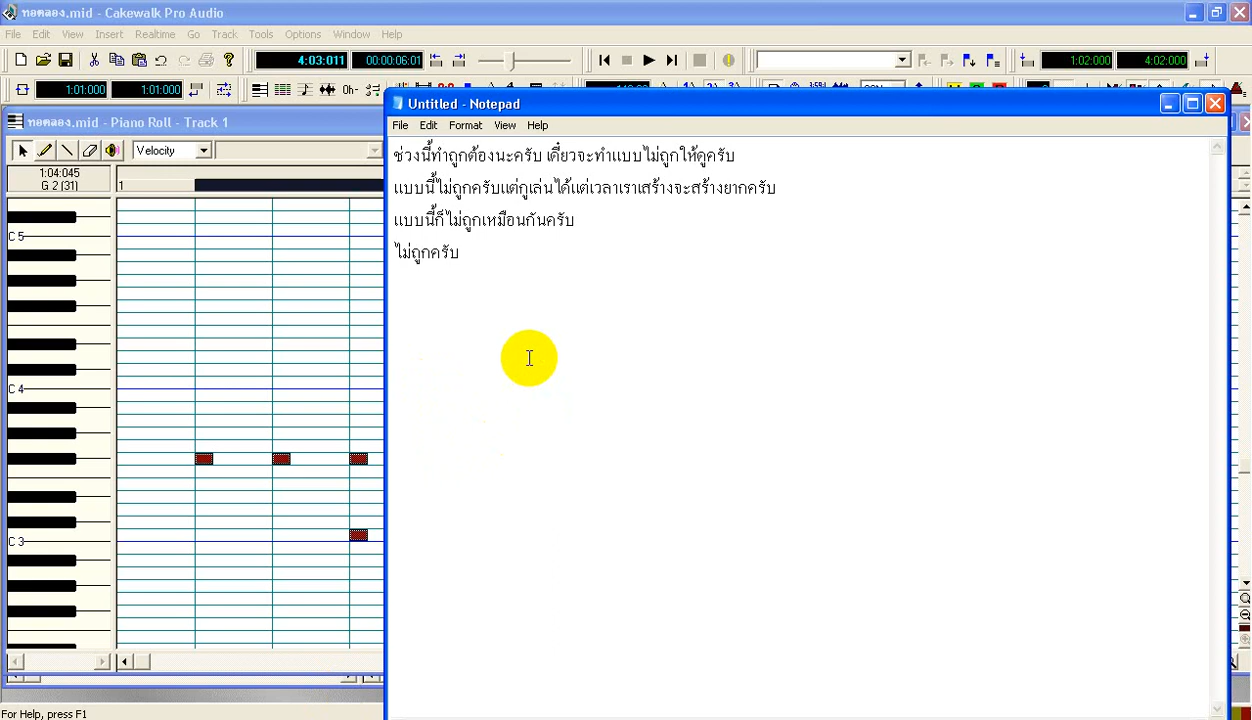 ทอดลอง.mid - Cakewalk Pro Audio
File Edit View Insert Realtime Go Track Tools Options Window Help
4:03:011 00:00:06:01 1:02:000 4:02:000
1:01:000 1:01:000
ทอดลอง.mid - Piano Roll - Track 1
Velocity
1:04:045
G 2 (31)
1
C 5
C 4
C 3
Untitled - Notepad
File Edit Format View Help
ช่วงนี้ทำถูกต้องนะครับ เดี๋ยวจะทำแบบไม่ถูกให้ดูครับ
แบบนี้ไม่ถูกครับแต่กูเล่นได้แต่เวลาเราเสร้างจะสร้างยากครับ
แบบนี้ก็ไม่ถูกเหมือนกันครับ
ไม่ถูกครับ
For Help, press F1